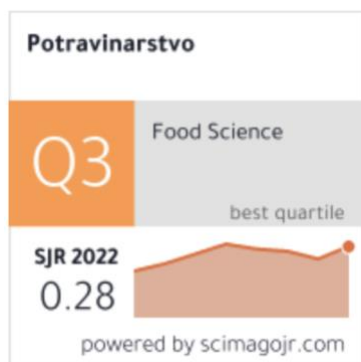 Potravinarstvo
Q3
Food Science
best quartile
SJR 2022
0.28
powered by scimagojr.com